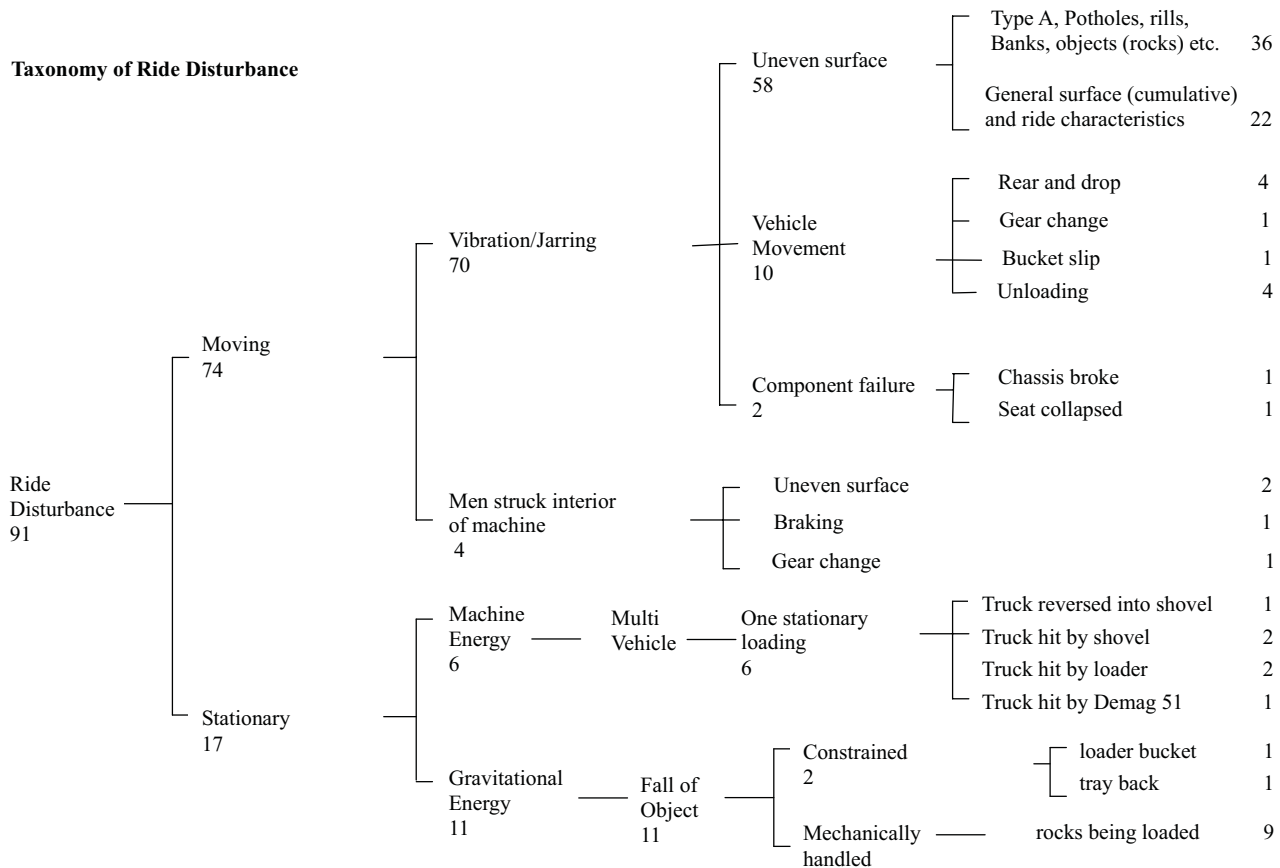 Taxonomy of Ride Disturbance
Ride
Disturbance
91
Moving
74
Vibration/Jarring
70
Uneven surface
58
Type A, Potholes, rills,
Banks, objects (rocks) etc. 36
General surface (cumulative)
and ride characteristics 22
Vehicle
Movement
10
Rear and drop 4
Gear change 1
Bucket slip 1
Unloading 4
Component failure
2
Chassis broke 1
Seat collapsed 1
Men struck interior
of machine
4
Uneven surface 2
Braking 1
Gear change 1
Stationary
17
Machine
Energy
6
Multi
Vehicle
One stationary
loading
6
Truck reversed into shovel 1
Truck hit by shovel 2
Truck hit by loader 2
Truck hit by Demag 51 1
Gravitational
Energy
11
Fall of
Object
11
Constrained
2
loader bucket 1
tray back 1
Mechanically
handled
rocks being loaded 9